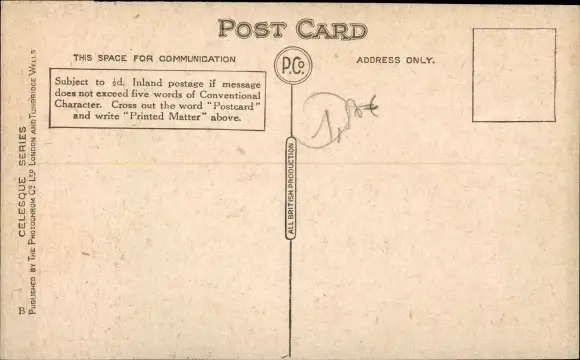 POST CARD
THIS SPACE FOR COMMUNICATION
P.Co.
ADDRESS ONLY.
Subject to ½d. Inland postage if message
does not exceed five words of Conventional
Character. Cross out the word "Postcard"
and write "Printed Matter" above.
ALL BRITISH PRODUCTION
CELESQUE SERIES
PUBLISHED BY THE PHOTOCHROM CO. LTD LONDON AND TUNBRIDGE WELLS
B